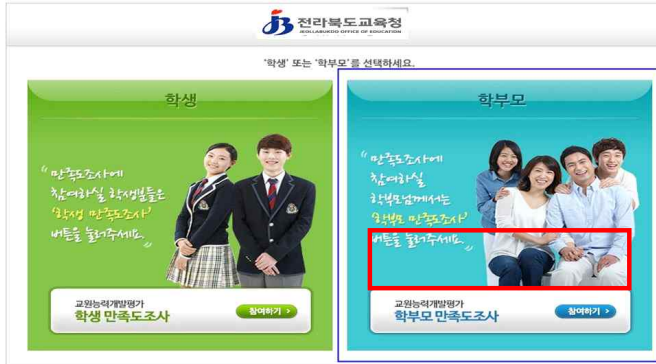 전라북도교육청
JEOLLABUKDO OFFICE OF EDUCATION
'학생' 또는 '학부모'를 선택하세요.
학생
“만족도조사에
참여하실 학생분들은
'학생 만족도조사'
버튼을 눌러주세요.”
교원능력개발평가
학생 만족도조사
참여하기 >
학부모
“만족도조사에
참여하실
학부모님께서는
'학부모 만족도조사'
버튼을 눌러주세요.”
교원능력개발평가
학부모 만족도조사
참여하기 >